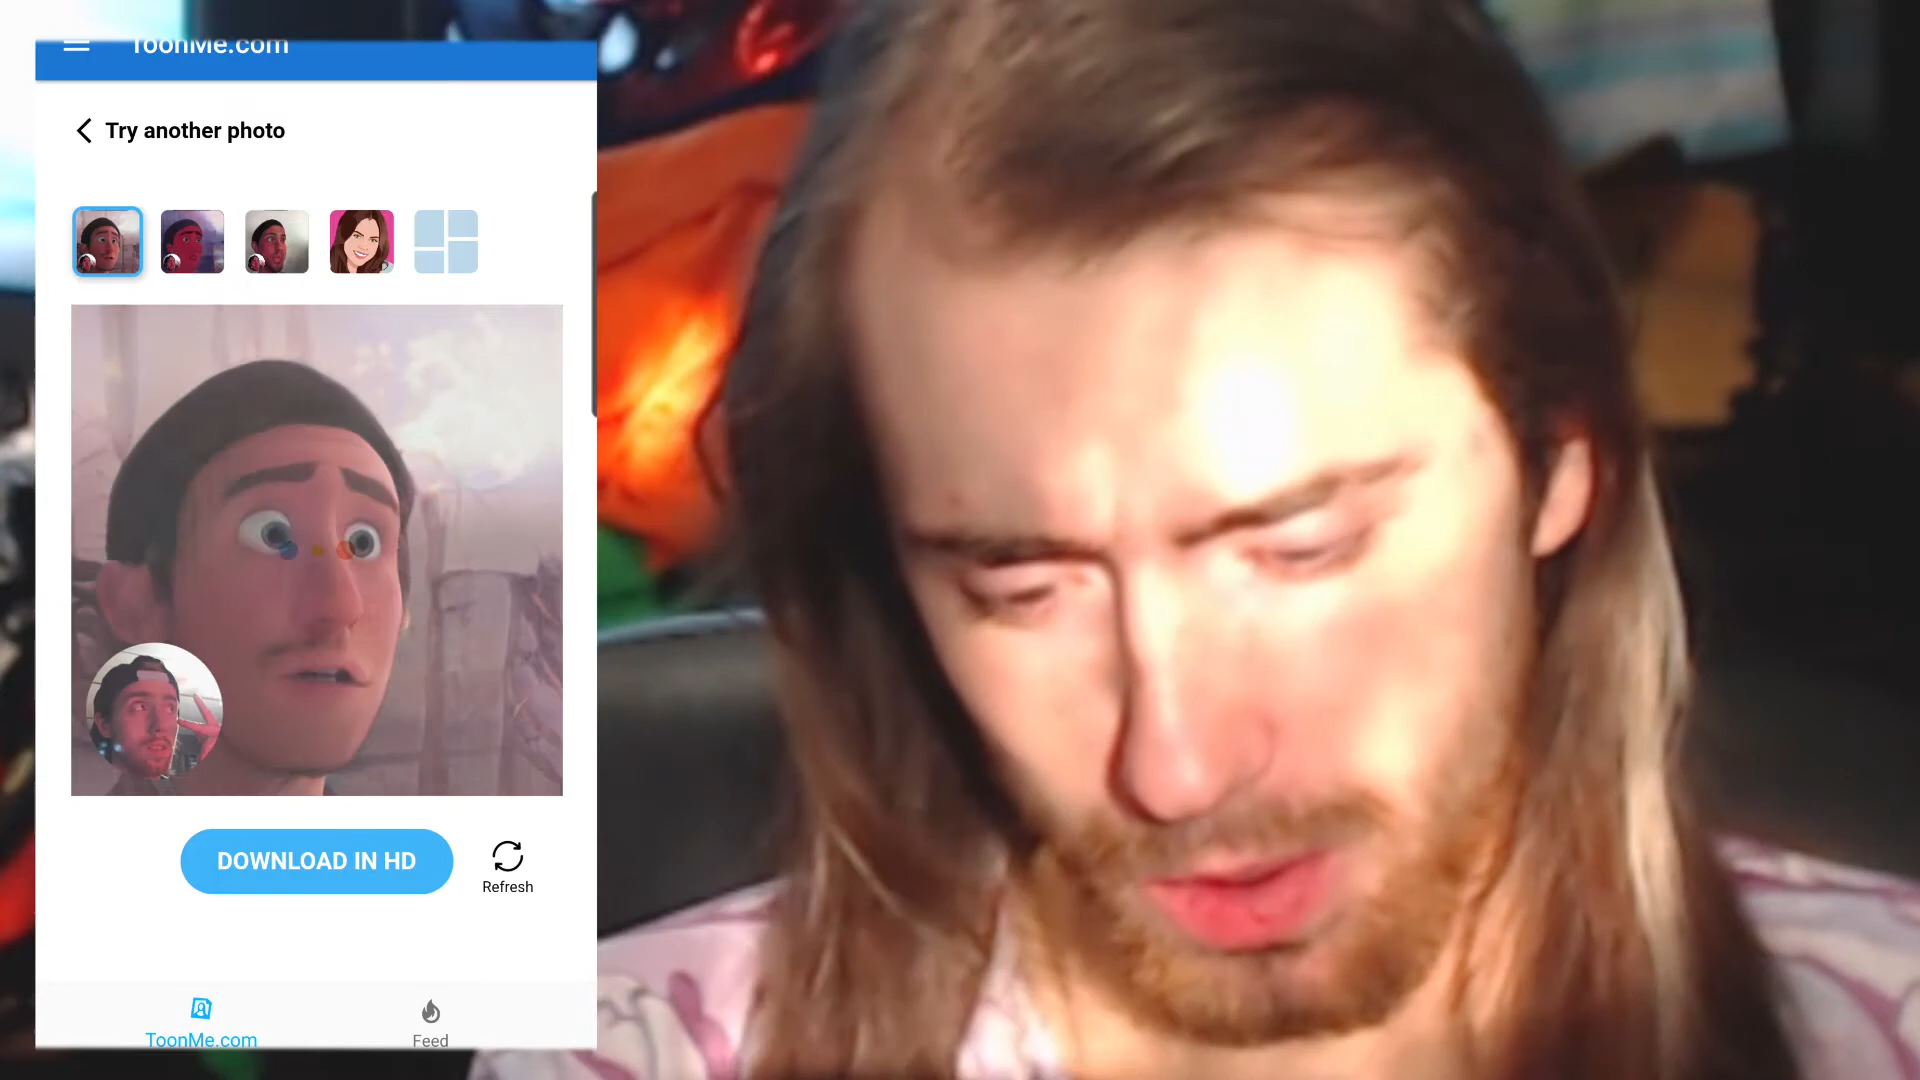 ToonMe.com
Try another photo
DOWNLOAD IN HD
Refresh
ToonMe.com
Feed